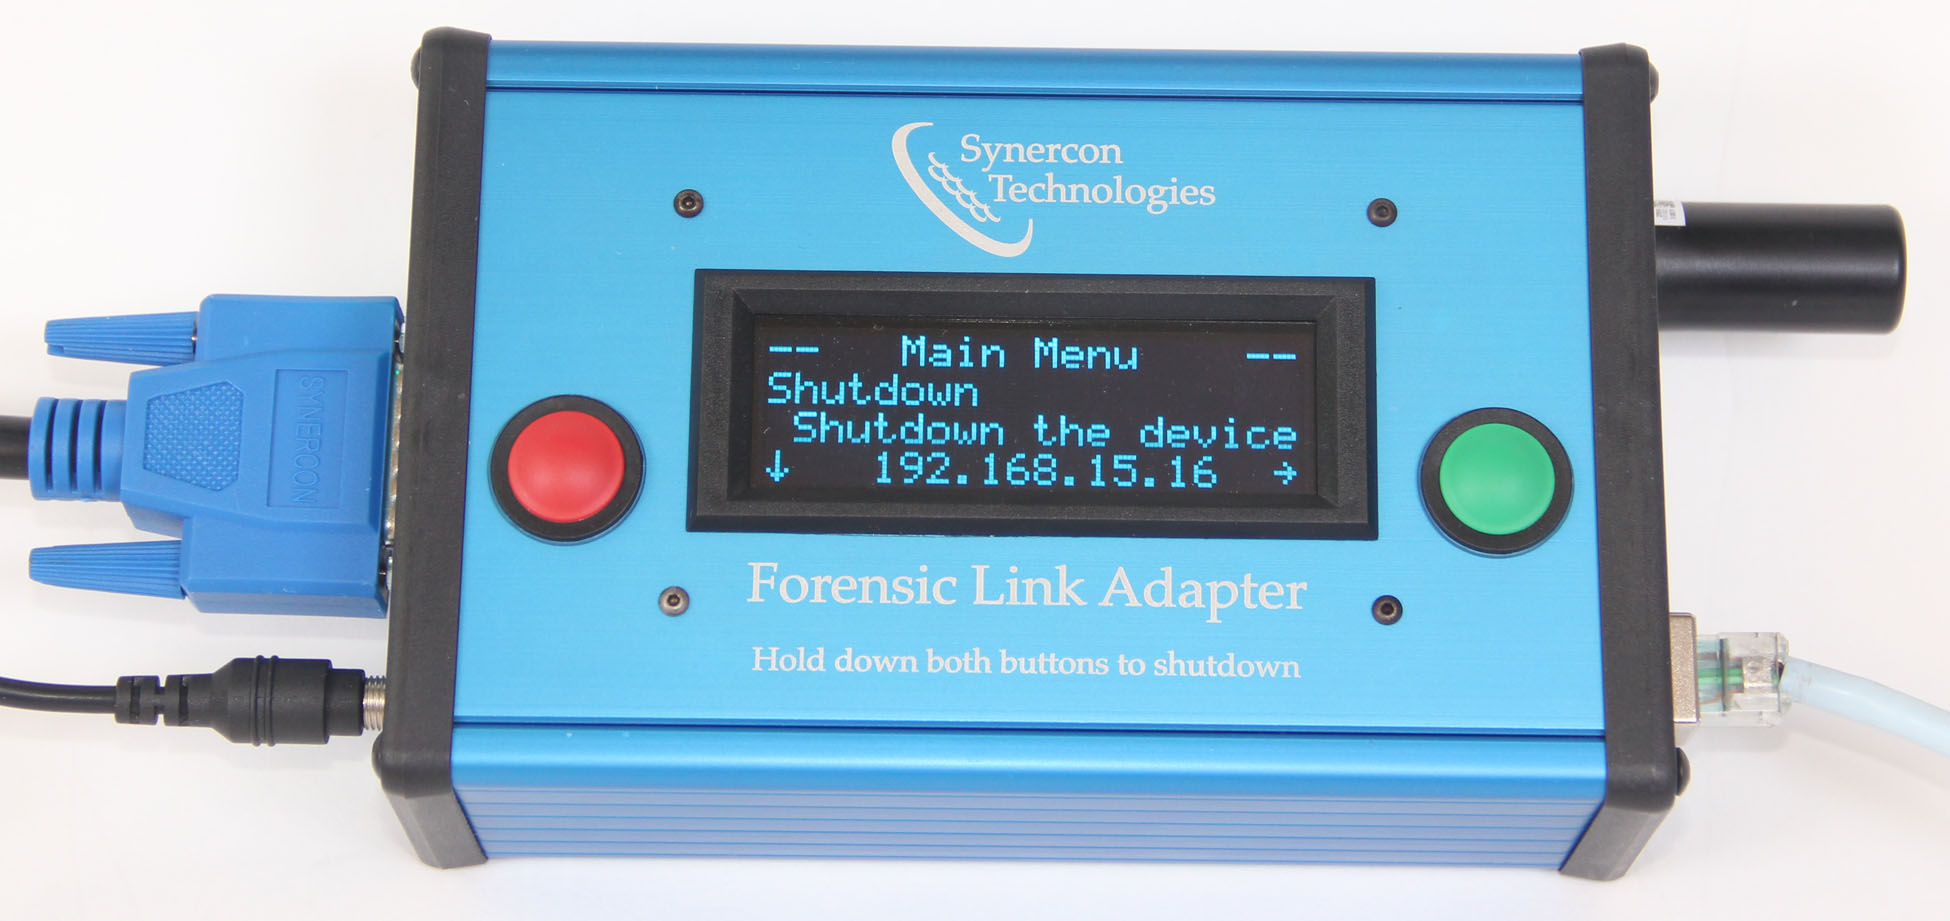 Synercon
Technologies
-- Main Menu --
Shutdown
Shutdown the device
↓ 192.168.15.16 →
Forensic Link Adapter
Hold down both buttons to shutdown
SYNERCON